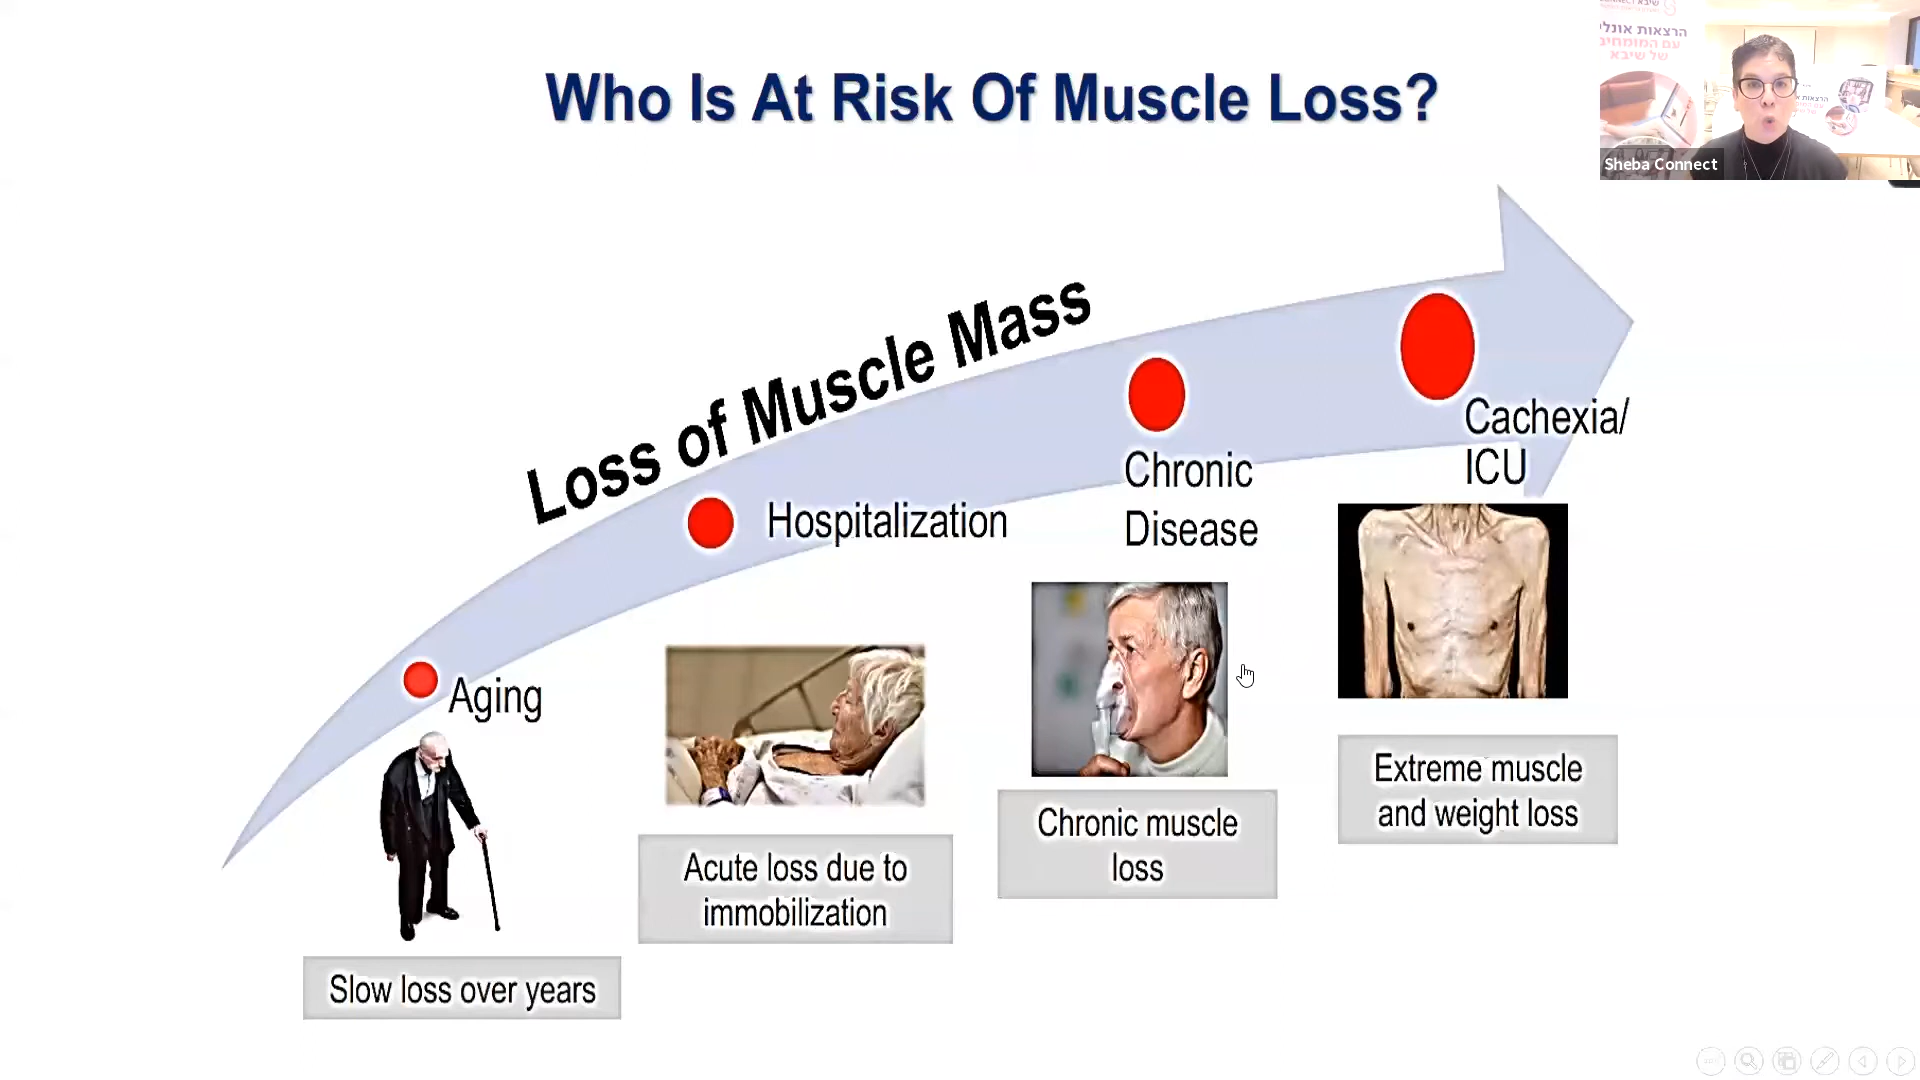 Who Is At Risk Of Muscle Loss?
הרצאות אונלי
עם המומחים
של שיבא
Sheba Connect
Loss of Muscle Mass
Cachexia/
ICU
Chronic
Disease
Hospitalization
Aging
Extreme muscle
and weight loss
Chronic muscle
loss
Acute loss due to
immobilization
Slow loss over years